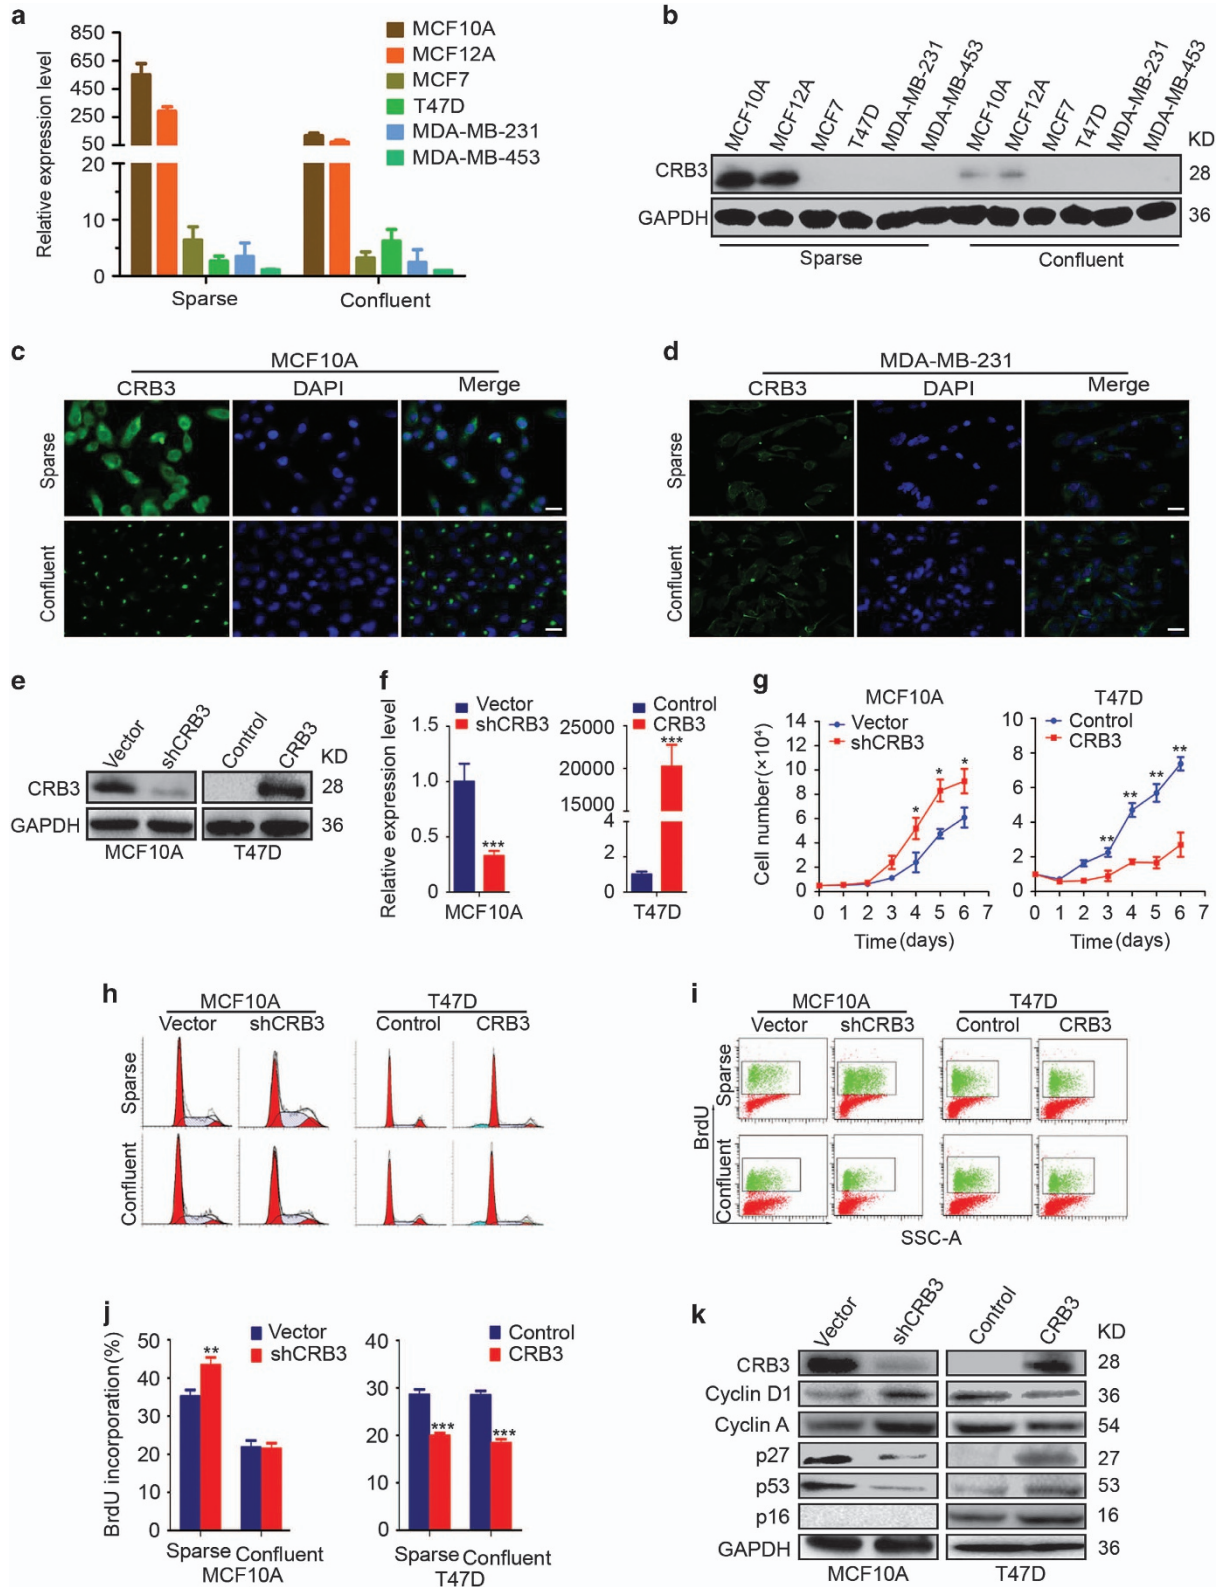 a
850
650
450
250
50
20
10
0
Relative expression level
Sparse
Confluent
MCF10A
MCF12A
MCF7
T47D
MDA-MB-231
MDA-MB-453
b
MCF10A MCF12A MCF7 T47D MDA-MB-231 MDA-MB-453 MCF10A MCF12A MCF7 T47D MDA-MB-231 MDA-MB-453
KD
CRB3 28
GAPDH 36
Sparse Confluent
c
MCF10A
CRB3 DAPI Merge
Sparse
Confluent
d
MDA-MB-231
CRB3 DAPI Merge
Sparse
Confluent
e
Vector shCRB3 Control CRB3 KD
CRB3 28
GAPDH 36
MCF10A T47D
f
Relative expression level
Vector
shCRB3
1.5
1.0
0.5
0
***
MCF10A
Control
CRB3
25000
20000
15000
4
2
0
***
T47D
g
MCF10A
Vector
shCRB3
Cell number(×10⁴)
14
12
10
8
6
4
2
0
* * *
0 1 2 3 4 5 6 7
Time (days)
T47D
Control
CRB3
10
8
6
4
2
0
** ** ** **
0 1 2 3 4 5 6 7
Time (days)
h
MCF10A T47D
Vector shCRB3 Control CRB3
Sparse
Confluent
i
MCF10A T47D
Vector shCRB3 Control CRB3
Sparse
Confluent
BrdU
SSC-A
j
BrdU incorporation(%)
Vector
shCRB3
50
40
30
20
10
0
**
Sparse Confluent
MCF10A
Control
CRB3
40
30
20
10
0
*** ***
Sparse Confluent
T47D
k
Vector shCRB3 Control CRB3 KD
CRB3 28
Cyclin D1 36
Cyclin A 54
p27 27
p53 53
p16 16
GAPDH 36
MCF10A T47D